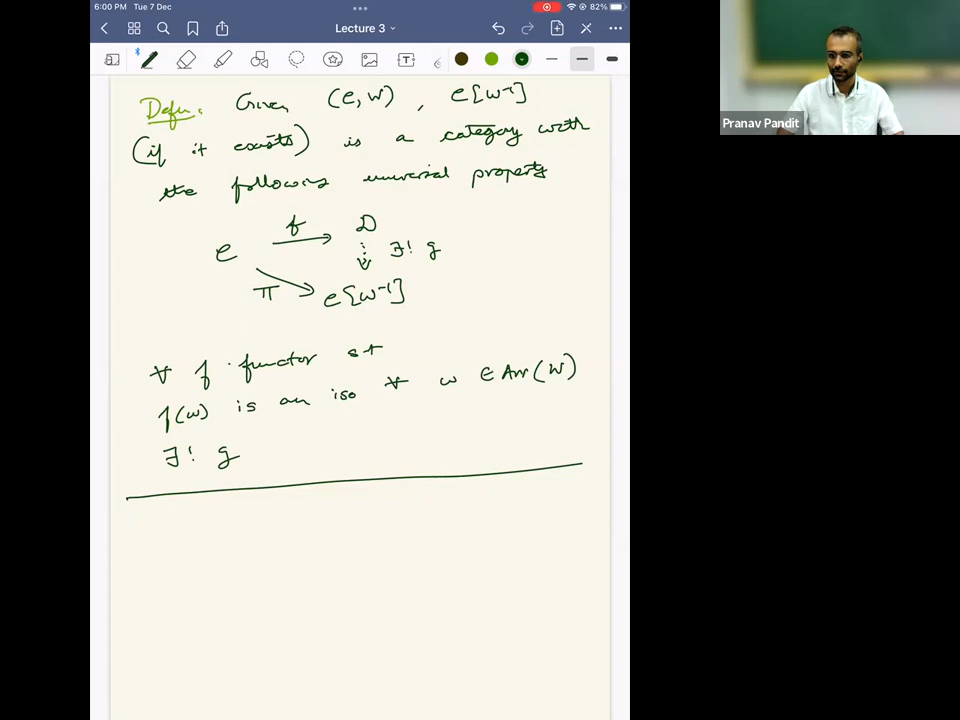 6:00 PM Tue 7 Dec
82%
Lecture 3
Defn. Given (C, W), C[W⁻¹]
(if it exists) is a category with
the following universal property
C f D
∃! g
π C[W⁻¹]
∀ f functor st
f(w) is an iso ∀ w ∈ Arr(W)
∃! g
Pranav Pandit